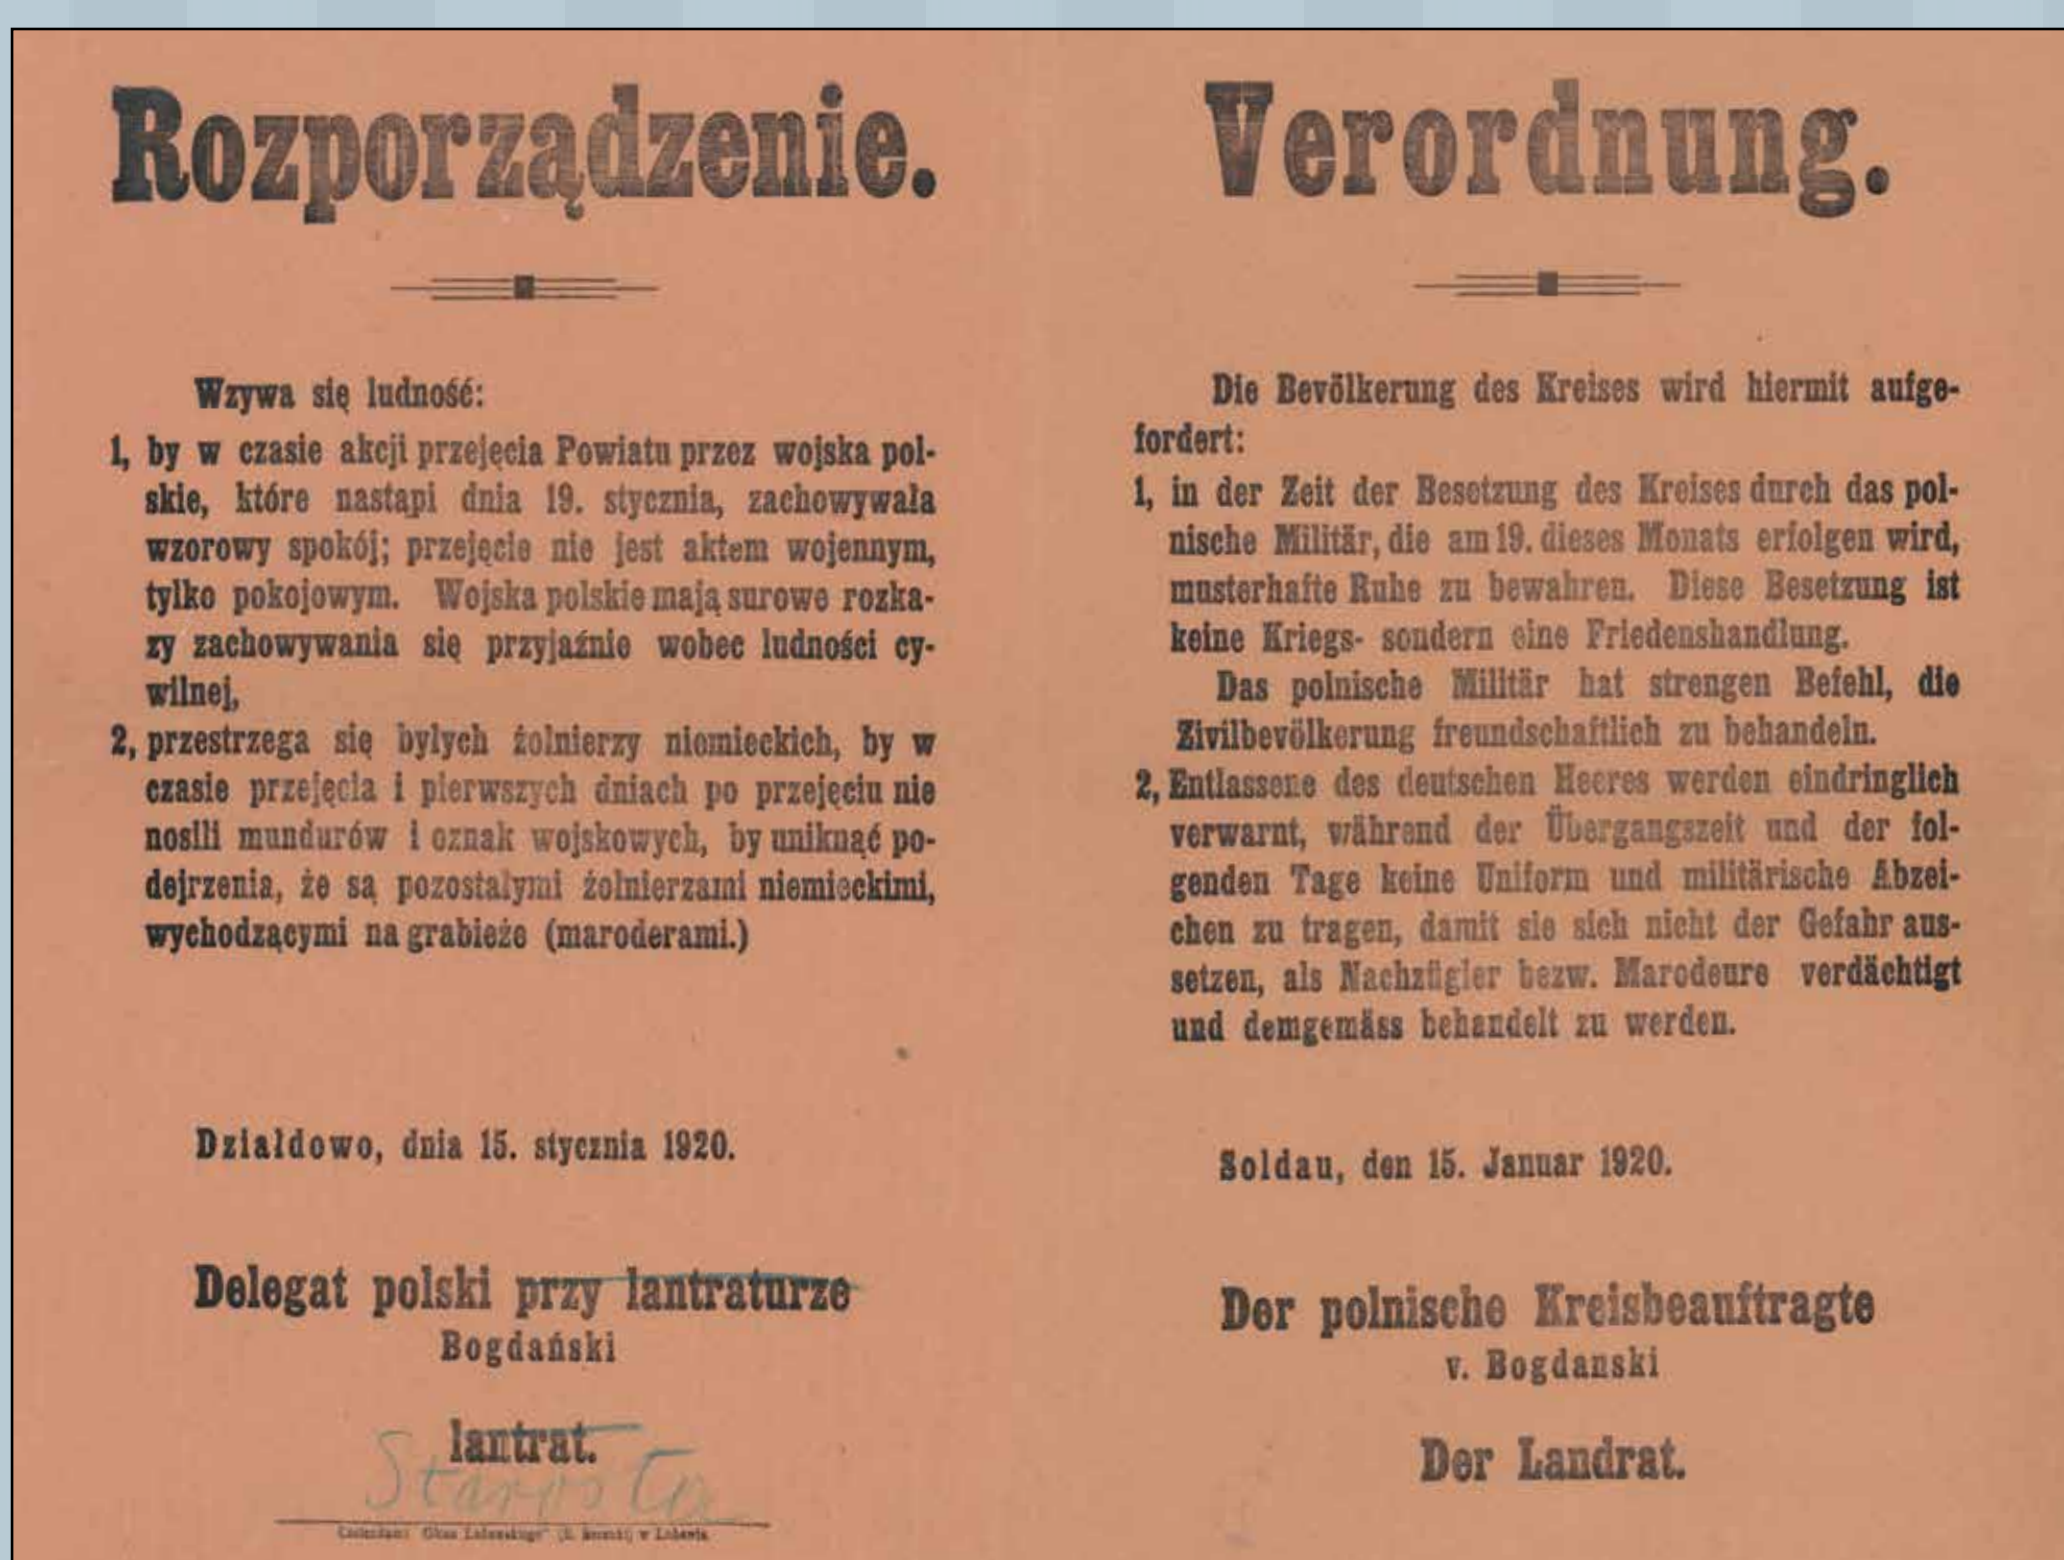 Rozporządzenie.
Wzywa się ludność:
1, by w czasie akcji przejęcia Powiatu przez wojska pol-
skie, które nastąpi dnia 19. stycznia, zachowywała
wzorowy spokój; przejęcie nie jest aktem wojennym,
tylko pokojowym. Wojska polskie mają surowe rozka-
zy zachowywania się przyjaźnie wobec ludności cy-
wilnej,
2, przestrzega się byłych żołnierzy niemieckich, by w
czasie przejęcia i pierwszych dniach po przejęciu nie
nosili mundurów i oznak wojskowych, by uniknąć po-
dejrzenia, że są pozostałymi żołnierzami niemieckimi,
wychodzącymi na grabieże (maroderami.)
Działdowo, dnia 15. stycznia 1920.
Delegat polski przy lantraturze
Bogdański
lantrat.
Starosta
w Lubawie
Verordnung.
Die Bevölkerung des Kreises wird hiermit aufge-
fordert:
1, in der Zeit der Besetzung des Kreises durch das pol-
nische Militär, die am 19. dieses Monats erfolgen wird,
musterhafte Ruhe zu bewahren. Diese Besetzung ist
keine Kriegs- sondern eine Friedenshandlung.
Das polnische Militär hat strengen Befehl, die
Zivilbevölkerung freundschaftlich zu behandeln.
2, Entlassene des deutschen Heeres werden eindringlich
verwarnt, während der Übergangszeit und der fol-
genden Tage keine Uniform und militärische Abzei-
chen zu tragen, damit sie sich nicht der Gefahr aus-
setzen, als Nachzügler bezw. Marodeure verdächtigt
und demgemäss behandelt zu werden.
Soldau, den 15. Januar 1920.
Der polnische Kreisbeauftragte
v. Bogdanski
Der Landrat.